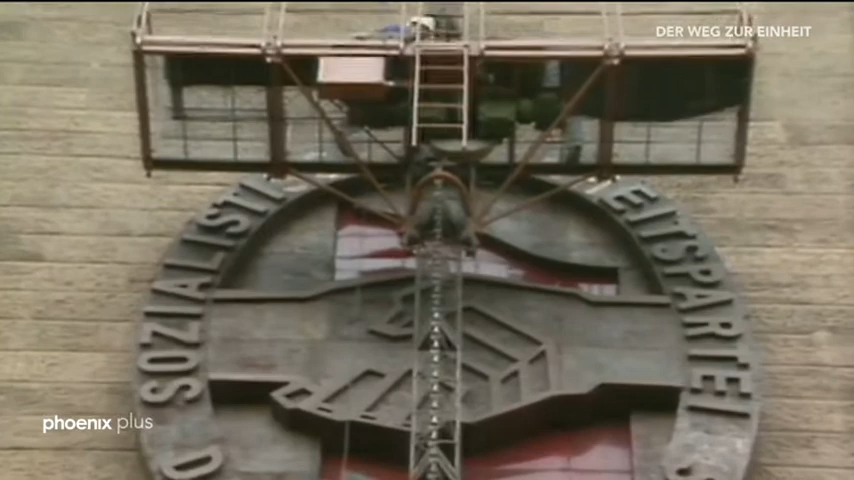 DER WEG ZUR EINHEIT
D SOZIALISTI
EITSPARTEI S
phoenix plus